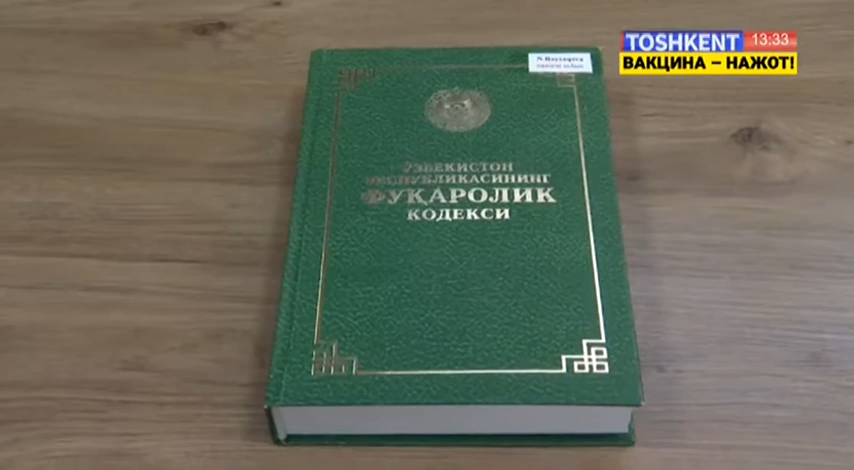 TOSHKENT 13:33
ВАКЦИНА – НАЖОТ!
ЎЗБЕКИСТОН
РЕСПУБЛИКАСИНИНГ
ФУҚАРОЛИК
КОДЕКСИ